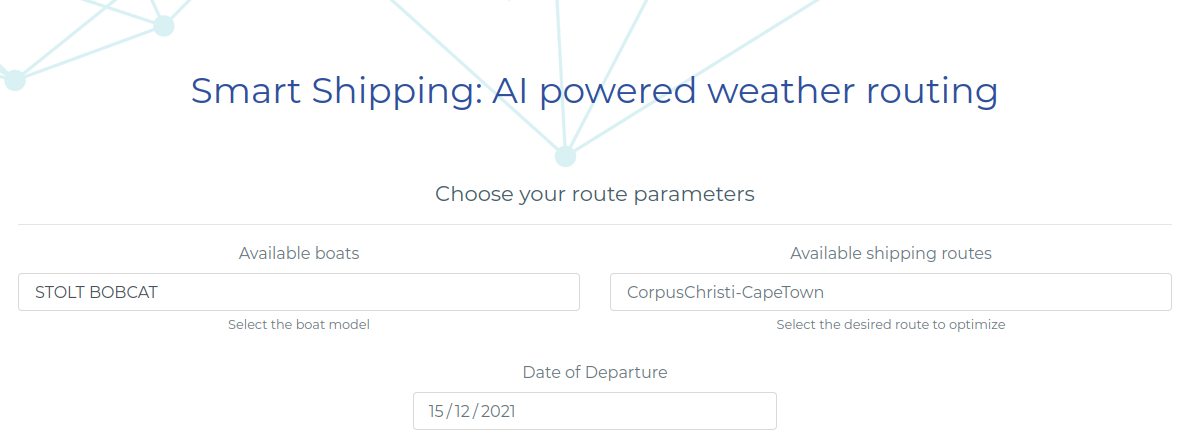 Smart Shipping: AI powered weather routing
Choose your route parameters
Available boats
Available shipping routes
STOLT BOBCAT
CorpusChristi-CapeTown
Select the boat model
Select the desired route to optimize
Date of Departure
15/12/2021